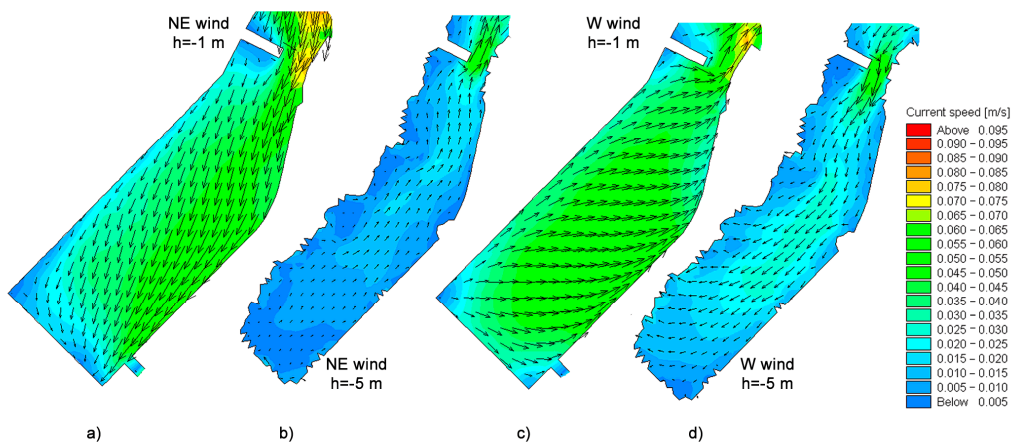 NE wind
h=-1 m
W wind
h=-1 m
NE wind
h=-5 m
W wind
h=-5 m
Current speed [m/s]
Above 0.095
0.090 – 0.095
0.085 – 0.090
0.080 – 0.085
0.075 – 0.080
0.070 – 0.075
0.065 – 0.070
0.060 – 0.065
0.055 – 0.060
0.050 – 0.055
0.045 – 0.050
0.040 – 0.045
0.035 – 0.040
0.030 – 0.035
0.025 – 0.030
0.020 – 0.025
0.015 – 0.020
0.010 – 0.015
0.005 – 0.010
Below 0.005
a) b) c) d)